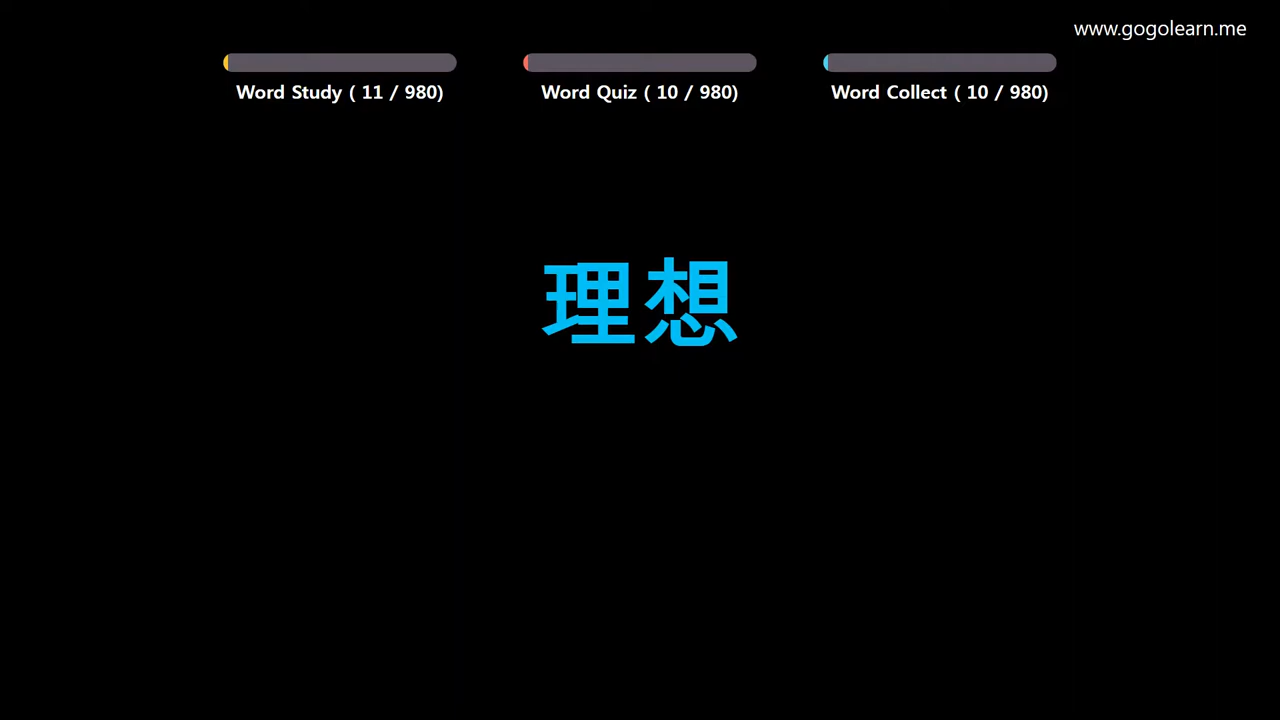 www.gogolearn.me
Word Study ( 11 / 980)
Word Quiz ( 10 / 980)
Word Collect ( 10 / 980)
理想